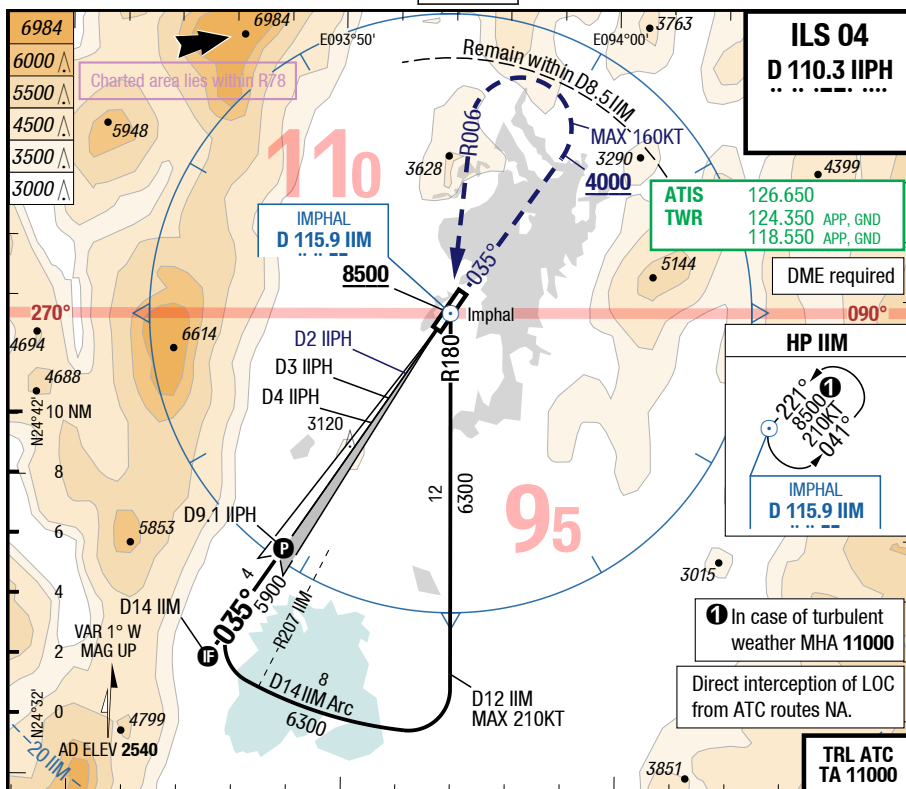 6984
6000
5500
4500
3500
3000
6984
Charted area lies within R78
5948
E093°50'
E094°00'
3763
Remain within D8.5 IIM
R006
MAX 160KT
4000
3628
3290
4399
110
ILS 04
D 110.3 IIPH
ATIS 126.650
TWR 124.350 APP, GND
118.550 APP, GND
IMPHAL
D 115.9 IIM
8500
035°
5144
DME required
270°
090°
Imphal
4694
6614
4688
D2 IIPH
D3 IIPH
D4 IIPH
3120
R180
HP IIM
221°
8500 1
210KT
041°
IMPHAL
D 115.9 IIM
N24°42'
10 NM
8
6
4
2
0
N24°32'
12
6300
95
5853
D9.1 IIPH
P
4
5900
035°
R207 IIM
3015
D14 IIM
IF
VAR 1° W
MAG UP
8
D14 IIM Arc
6300
D12 IIM
MAX 210KT
1 In case of turbulent
weather MHA 11000
Direct interception of LOC
from ATC routes NA.
4799
AD ELEV 2540
20 IIM
3851
TRL ATC
TA 11000